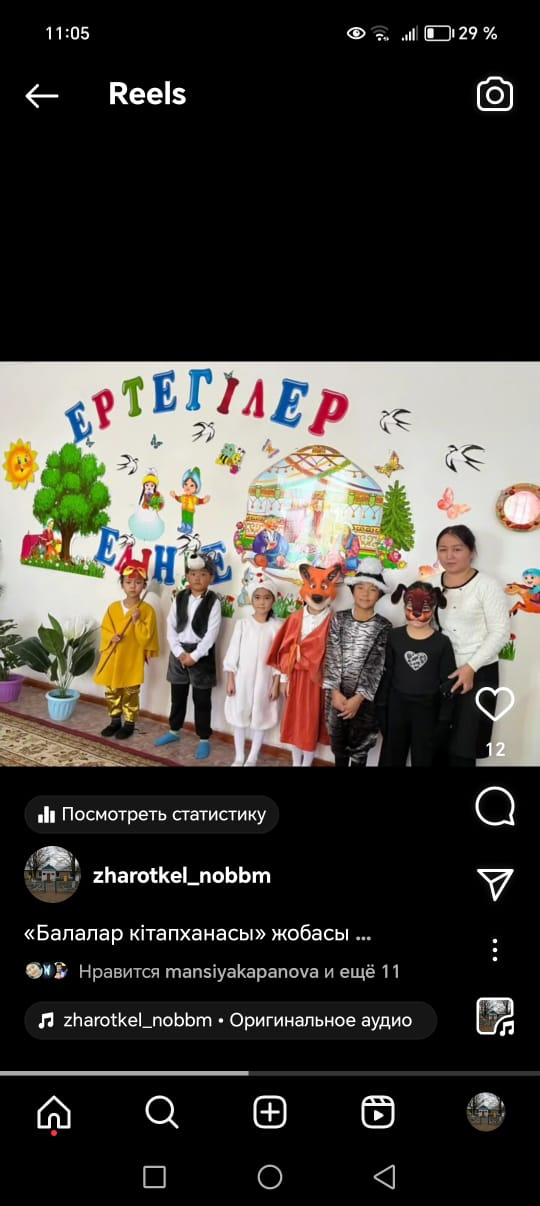 11:05
29 %
Reels
ЕРТЕГІЛЕР
ЕЛІНЕ
12
Посмотреть статистику
zharotkel_nobbm
«Балалар кітапханасы» жобасы ...
Нравится mansiyakapanova и ещё 11
zharotkel_nobbm • Оригинальное аудио